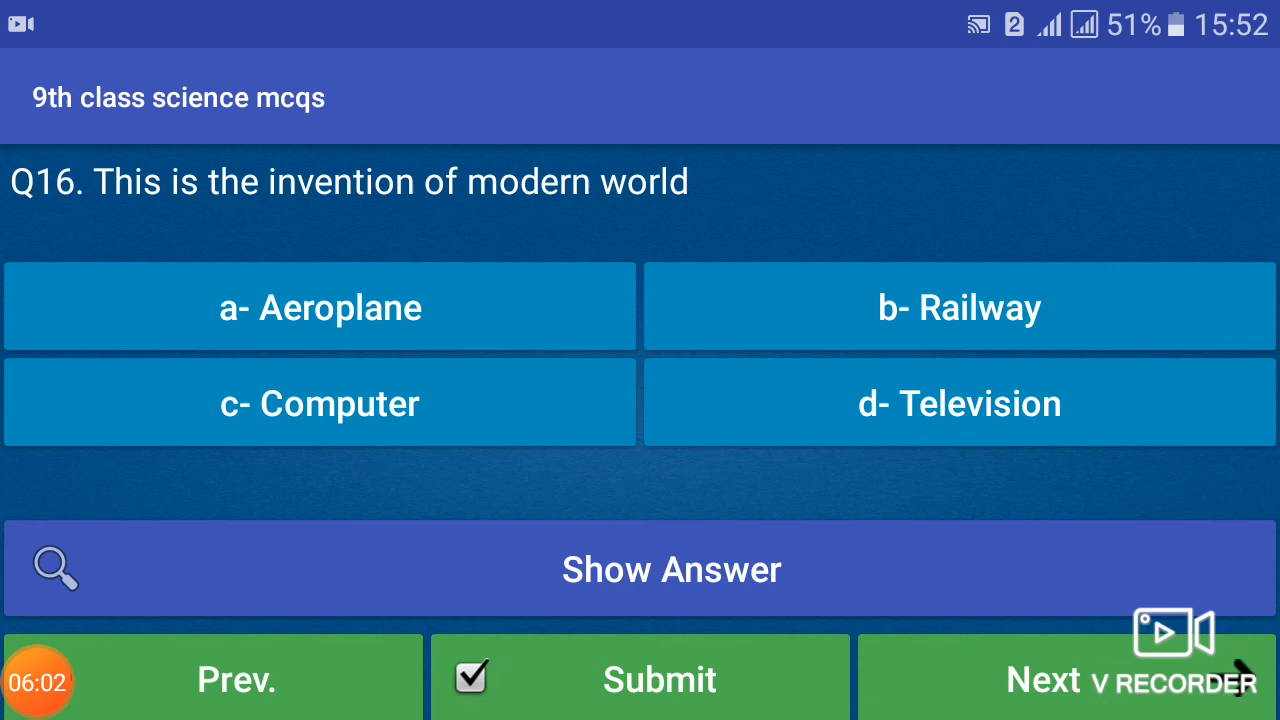 2 51% 15:52
9th class science mcqs
Q16. This is the invention of modern world
a- Aeroplane b- Railway
c- Computer d- Television
Show Answer
06:02 Prev. Submit Next V RECORDER